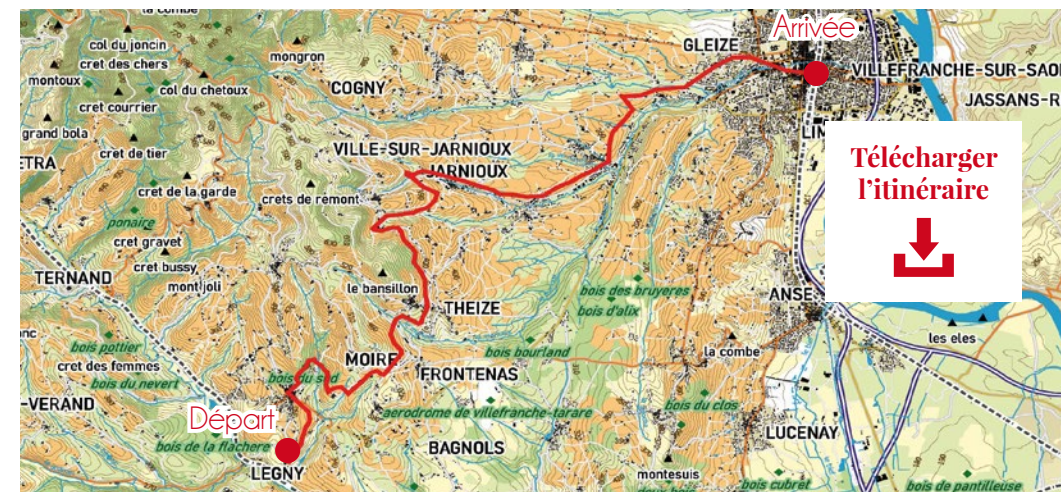 la combe
col du joncin
cret des chers
montoux
col du chetoux
cret courrier
grand bola
ETRA
cret de tier
cret de la garde
mongron
COGNY
GLEIZE
Arrivée
VILLEFRANCHE-SUR-SAO
JASSANS-R
LIM
VILLE-SUR-JARNIOUX
JARNIOUX
crets de remont
Télécharger
l'itinéraire
ponaire
cret gravet
cret bussy
TERNAND
mont joli
le bansillon
THEIZE
bois des bruyeres
bois d'alix
ANSE
les eles
bois pottier
cret des femmes
bois du nevert
-VERAND
MOIRE
bois du sud
FRONTENAS
bois bourland
la combe
Départ
bois de la flachere
LEGNY
aerodrome de villefranche-tarare
BAGNOLS
bois du clos
LUCENAY
montesuis
bois cubret
bois de pantilleuse